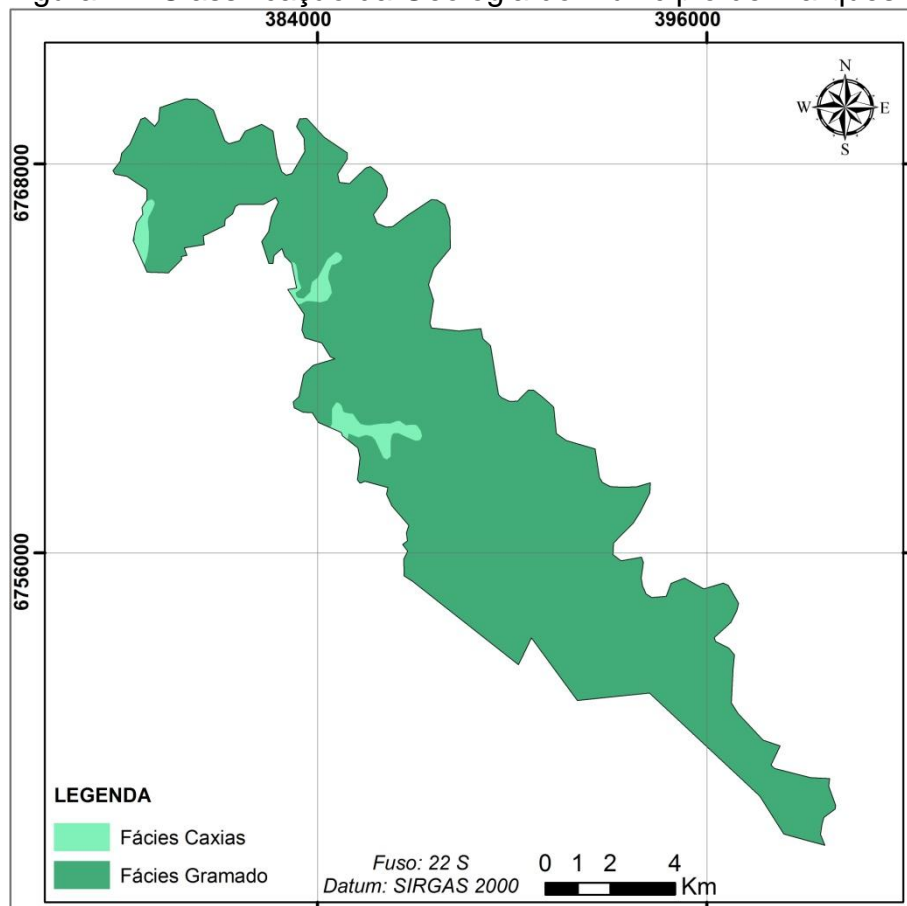 384000 396000
N
W E
S
6768000
6756000
LEGENDA
Fácies Caxias
Fácies Gramado
Fuso: 22 S
Datum: SIRGAS 2000
0 1 2 4
Km